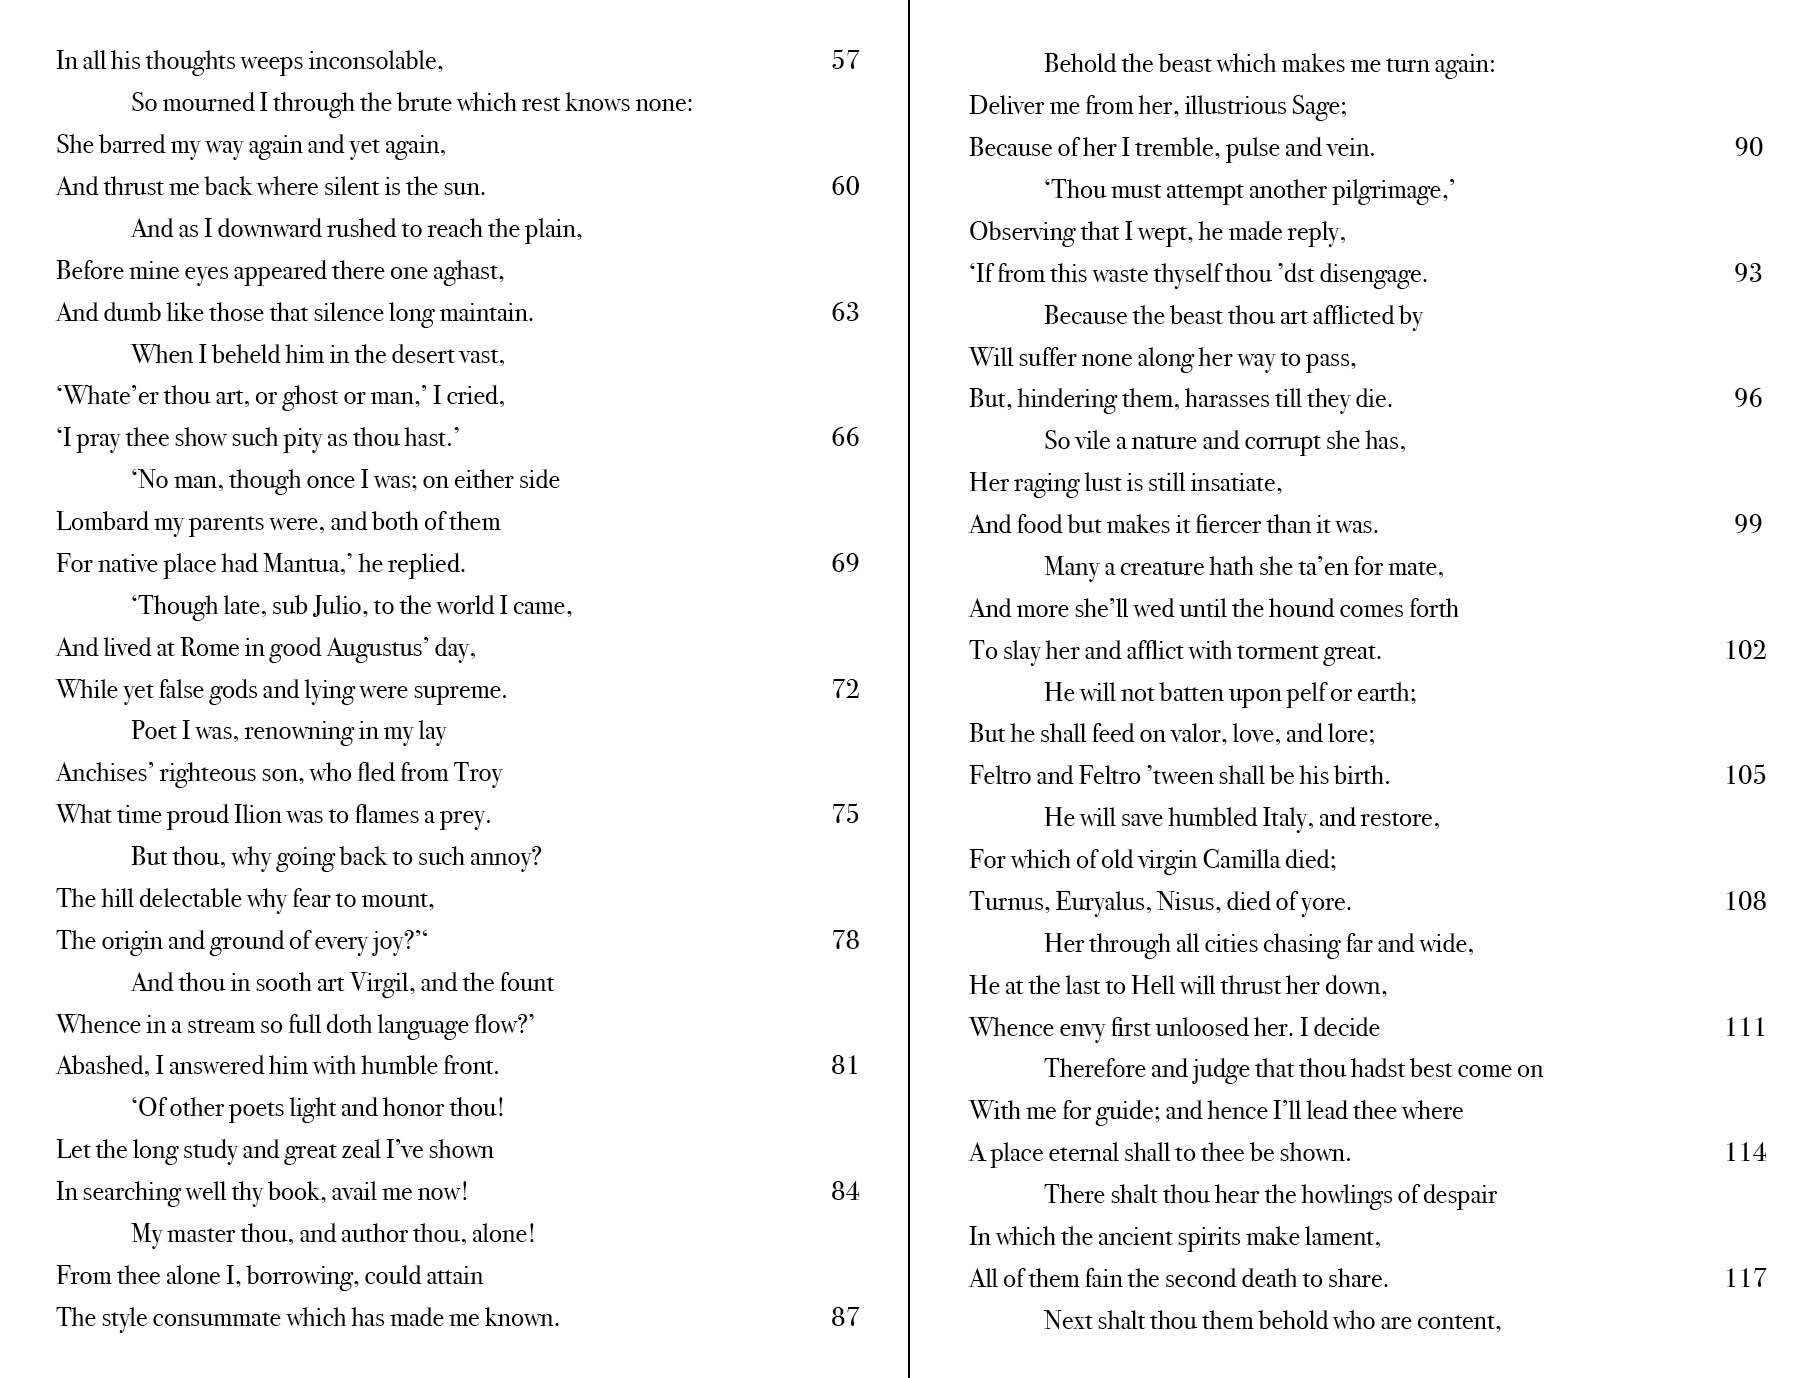 In all his thoughts weeps inconsolable, 57
So mourned I through the brute which rest knows none:
She barred my way again and yet again,
And thrust me back where silent is the sun. 60
And as I downward rushed to reach the plain,
Before mine eyes appeared there one aghast,
And dumb like those that silence long maintain. 63
When I beheld him in the desert vast,
‘Whate’er thou art, or ghost or man,’ I cried,
‘I pray thee show such pity as thou hast.’ 66
‘No man, though once I was; on either side
Lombard my parents were, and both of them
For native place had Mantua,’ he replied. 69
‘Though late, sub Julio, to the world I came,
And lived at Rome in good Augustus’ day,
While yet false gods and lying were supreme. 72
Poet I was, renowning in my lay
Anchises’ righteous son, who fled from Troy
What time proud Ilion was to flames a prey. 75
But thou, why going back to such annoy?
The hill delectable why fear to mount,
The origin and ground of every joy?’‘ 78
And thou in sooth art Virgil, and the fount
Whence in a stream so full doth language flow?’
Abashed, I answered him with humble front. 81
‘Of other poets light and honor thou!
Let the long study and great zeal I’ve shown
In searching well thy book, avail me now! 84
My master thou, and author thou, alone!
From thee alone I, borrowing, could attain
The style consummate which has made me known. 87
Behold the beast which makes me turn again:
Deliver me from her, illustrious Sage;
Because of her I tremble, pulse and vein. 90
‘Thou must attempt another pilgrimage,’
Observing that I wept, he made reply,
‘If from this waste thyself thou ’dst disengage. 93
Because the beast thou art afflicted by
Will suffer none along her way to pass,
But, hindering them, harasses till they die. 96
So vile a nature and corrupt she has,
Her raging lust is still insatiate,
And food but makes it fiercer than it was. 99
Many a creature hath she ta’en for mate,
And more she’ll wed until the hound comes forth
To slay her and afflict with torment great. 102
He will not batten upon pelf or earth;
But he shall feed on valor, love, and lore;
Feltro and Feltro ’tween shall be his birth. 105
He will save humbled Italy, and restore,
For which of old virgin Camilla died;
Turnus, Euryalus, Nisus, died of yore. 108
Her through all cities chasing far and wide,
He at the last to Hell will thrust her down,
Whence envy first unloosed her. I decide 111
Therefore and judge that thou hadst best come on
With me for guide; and hence I’ll lead thee where
A place eternal shall to thee be shown. 114
There shalt thou hear the howlings of despair
In which the ancient spirits make lament,
All of them fain the second death to share. 117
Next shalt thou them behold who are content,